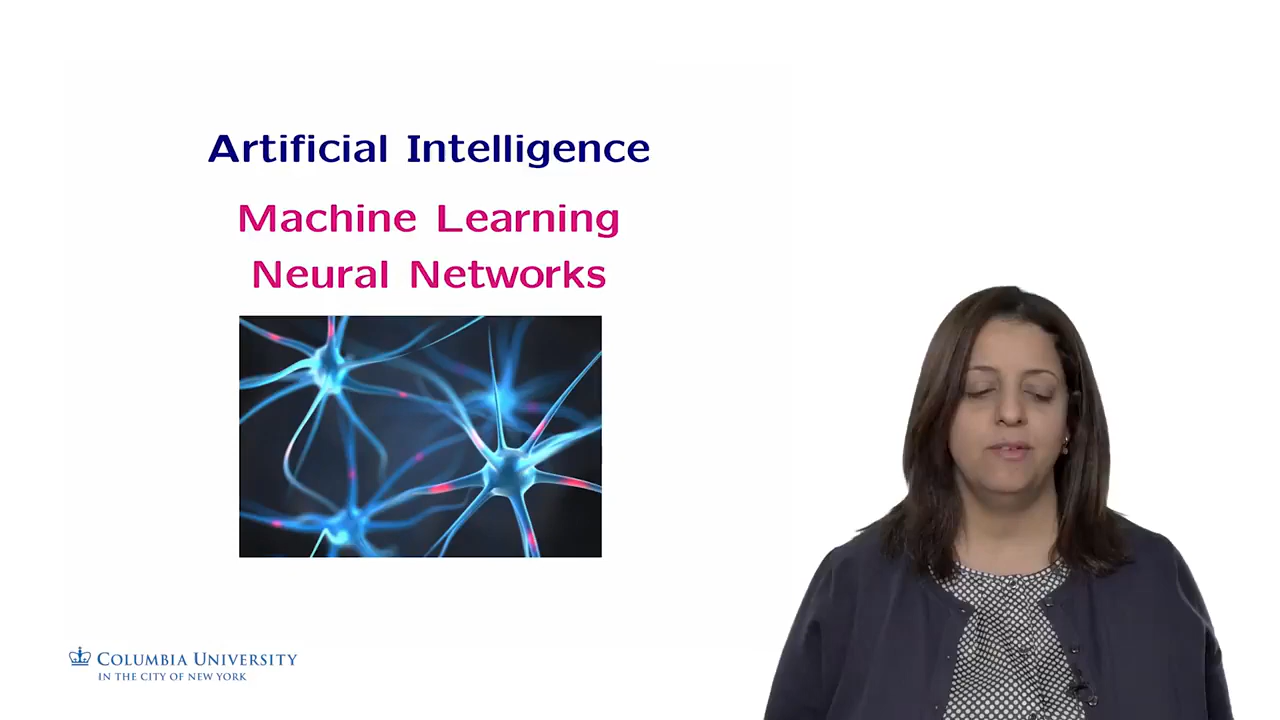 Artificial Intelligence
Machine Learning
Neural Networks
COLUMBIA UNIVERSITY
IN THE CITY OF NEW YORK